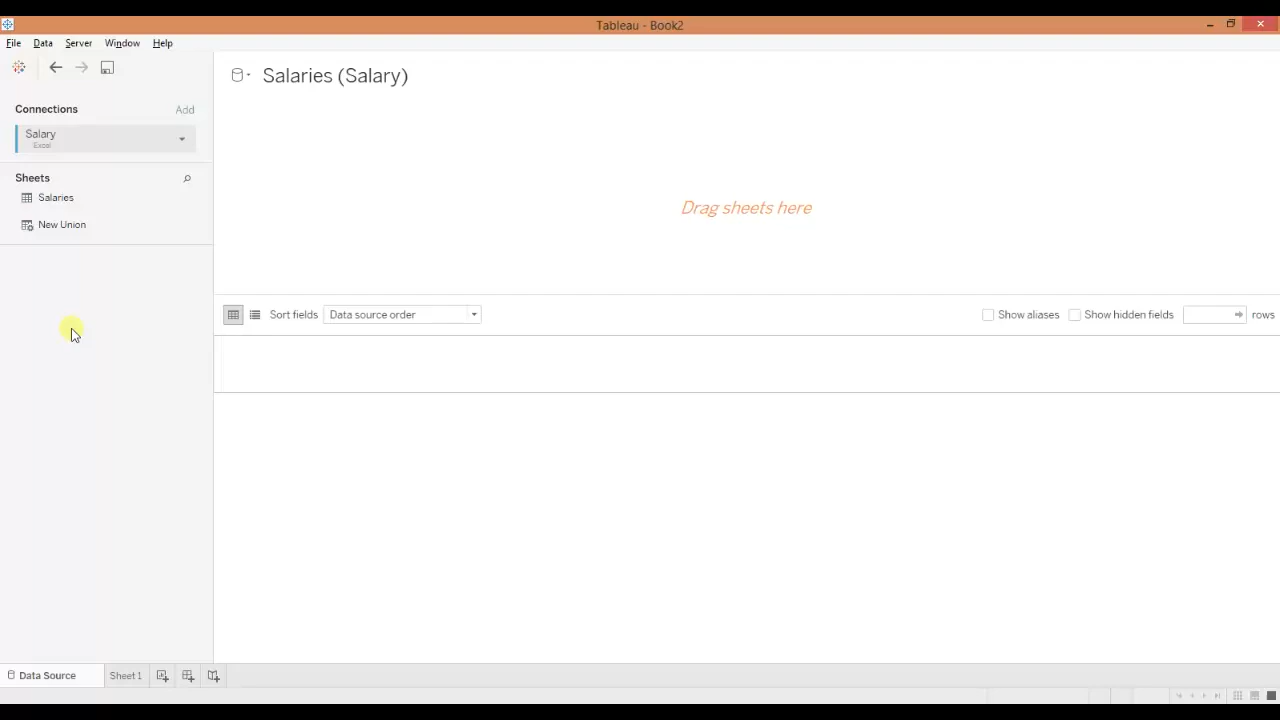 Tableau - Book2
File Data Server Window Help
Connections Add
Salary
Excel
Sheets
Salaries
New Union
Salaries (Salary)
Drag sheets here
Sort fields Data source order Show aliases Show hidden fields rows
Data Source Sheet 1